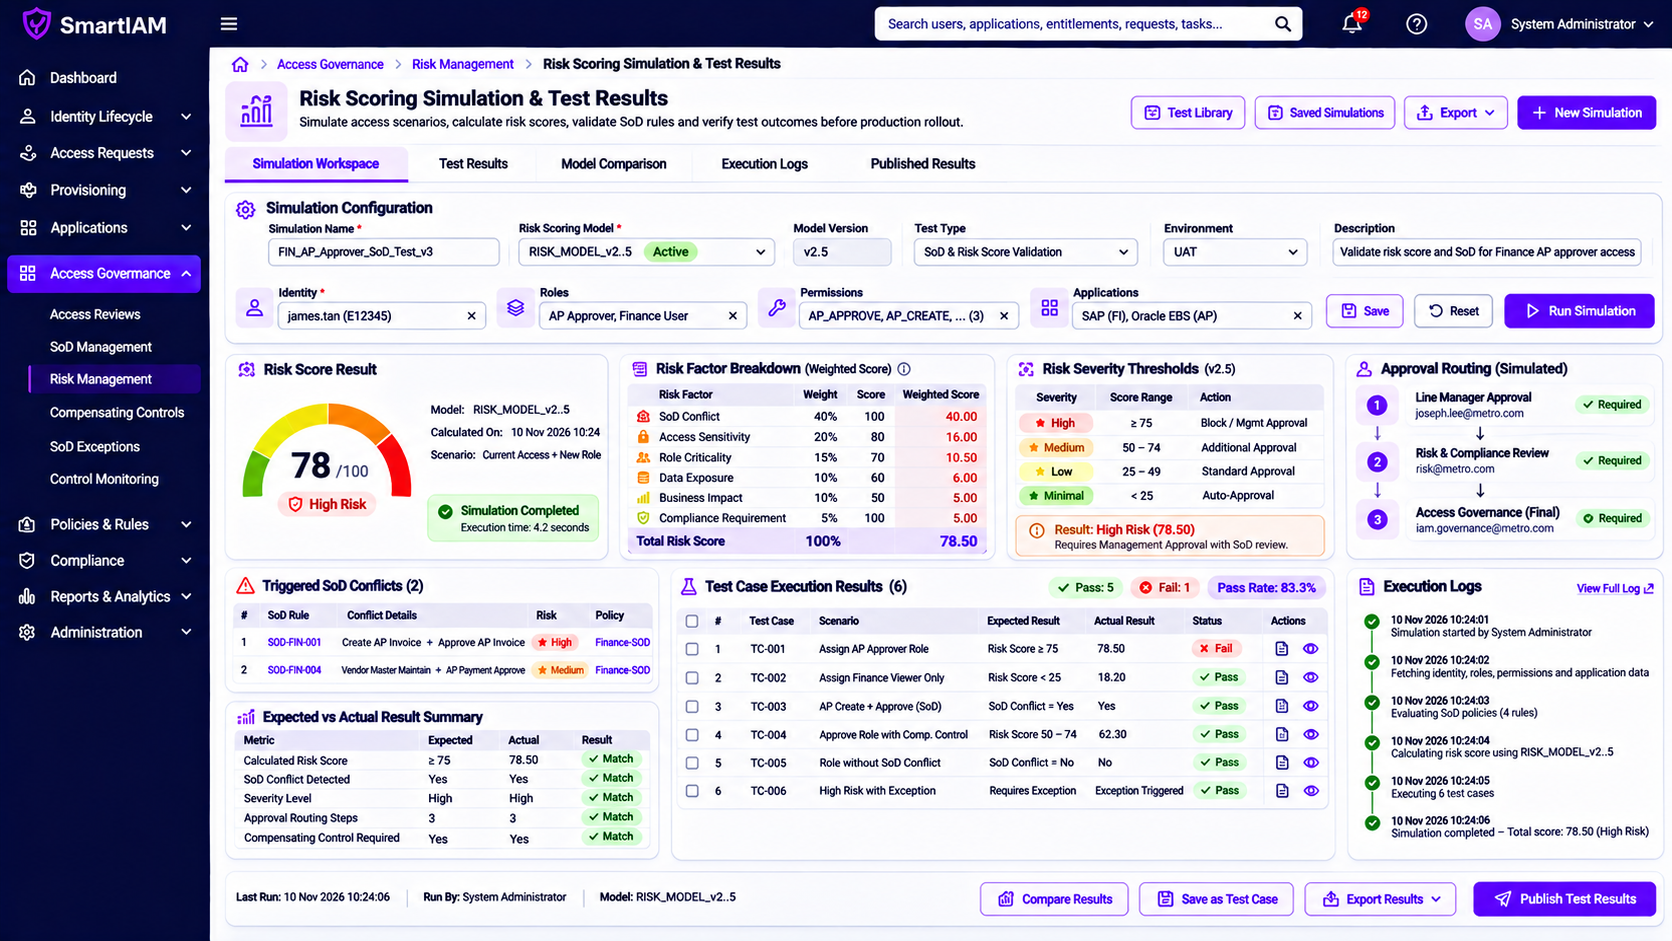 SmartIAM
Search users, applications, entitlements, requests, tasks...
12
SA
System Administrator
Dashboard
Identity Lifecycle
Access Requests
Provisioning
Applications
Access Governance
Access Reviews
SoD Management
Risk Management
Compensating Controls
SoD Exceptions
Control Monitoring
Policies & Rules
Compliance
Reports & Analytics
Administration
Access Governance > Risk Management > Risk Scoring Simulation & Test Results
Risk Scoring Simulation & Test Results
Simulate access scenarios, calculate risk scores, validate SoD rules and verify test outcomes before production rollout.
Test Library
Saved Simulations
Export
+ New Simulation
Simulation Workspace
Test Results
Model Comparison
Execution Logs
Published Results
Simulation Configuration
Simulation Name *
FIN_AP_Approver_SoD_Test_v3
Risk Scoring Model *
RISK_MODEL_v2..5 Active
Model Version
v2.5
Test Type
SoD & Risk Score Validation
Environment
UAT
Description
Validate risk score and SoD for Finance AP approver access
Identity *
james.tan (E12345) ×
Roles
AP Approver, Finance User ×
Permissions
AP_APPROVE, AP_CREATE, ... (3) ×
Applications
SAP (FI), Oracle EBS (AP) ×
Save
Reset
Run Simulation
Risk Score Result
78 /100
High Risk
Model: RISK_MODEL_v2..5
Calculated On: 10 Nov 2026 10:24
Scenario: Current Access + New Role
Simulation Completed
Execution time: 4.2 seconds
Risk Factor Breakdown (Weighted Score)
Risk Factor Weight Score Weighted Score
SoD Conflict 40% 100 40.00
Access Sensitivity 20% 80 16.00
Role Criticality 15% 70 10.50
Data Exposure 10% 60 6.00
Business Impact 10% 50 5.00
Compliance Requirement 5% 100 5.00
Total Risk Score 100% 78.50
Risk Severity Thresholds (v2.5)
Severity Score Range Action
High ≥ 75 Block / Mgmt Approval
Medium 50 – 74 Additional Approval
Low 25 – 49 Standard Approval
Minimal < 25 Auto-Approval
Result: High Risk (78.50)
Requires Management Approval with SoD review.
Approval Routing (Simulated)
1 Line Manager Approval
joseph.lee@metro.com
Required
2 Risk & Compliance Review
risk@metro.com
Required
3 Access Governance (Final)
iam.governance@metro.com
Required
Triggered SoD Conflicts (2)
# SoD Rule Conflict Details Risk Policy
1 SOD-FIN-001 Create AP Invoice + Approve AP Invoice High Finance-SOD
2 SOD-FIN-004 Vendor Master Maintain + AP Payment Approve Medium Finance-SOD
Expected vs Actual Result Summary
Metric Expected Actual Result
Calculated Risk Score ≥ 75 78.50 Match
SoD Conflict Detected Yes Yes Match
Severity Level High High Match
Approval Routing Steps 3 3 Match
Compensating Control Required Yes Yes Match
Test Case Execution Results (6)
Pass: 5
Fail: 1
Pass Rate: 83.3%
# Test Case Scenario Expected Result Actual Result Status Actions
1 TC-001 Assign AP Approver Role Risk Score ≥ 75 78.50 Fail
2 TC-002 Assign Finance Viewer Only Risk Score < 25 18.20 Pass
3 TC-003 AP Create + Approve (SoD) SoD Conflict = Yes Yes Pass
4 TC-004 Approve Role with Comp. Control Risk Score 50 – 74 62.30 Pass
5 TC-005 Role without SoD Conflict SoD Conflict = No No Pass
6 TC-006 High Risk with Exception Requires Exception Exception Triggered Pass
Execution Logs
View Full Log
10 Nov 2026 10:24:01
Simulation started by System Administrator
10 Nov 2026 10:24:02
Fetching identity, roles, permissions and application data
10 Nov 2026 10:24:03
Evaluating SoD policies (4 rules)
10 Nov 2026 10:24:04
Calculating risk score using RISK_MODEL_v2..5
10 Nov 2026 10:24:05
Executing 6 test cases
10 Nov 2026 10:24:06
Simulation completed – Total score: 78.50 (High Risk)
Last Run: 10 Nov 2026 10:24:06
Run By: System Administrator
Model: RISK_MODEL_v2..5
Compare Results
Save as Test Case
Export Results
Publish Test Results